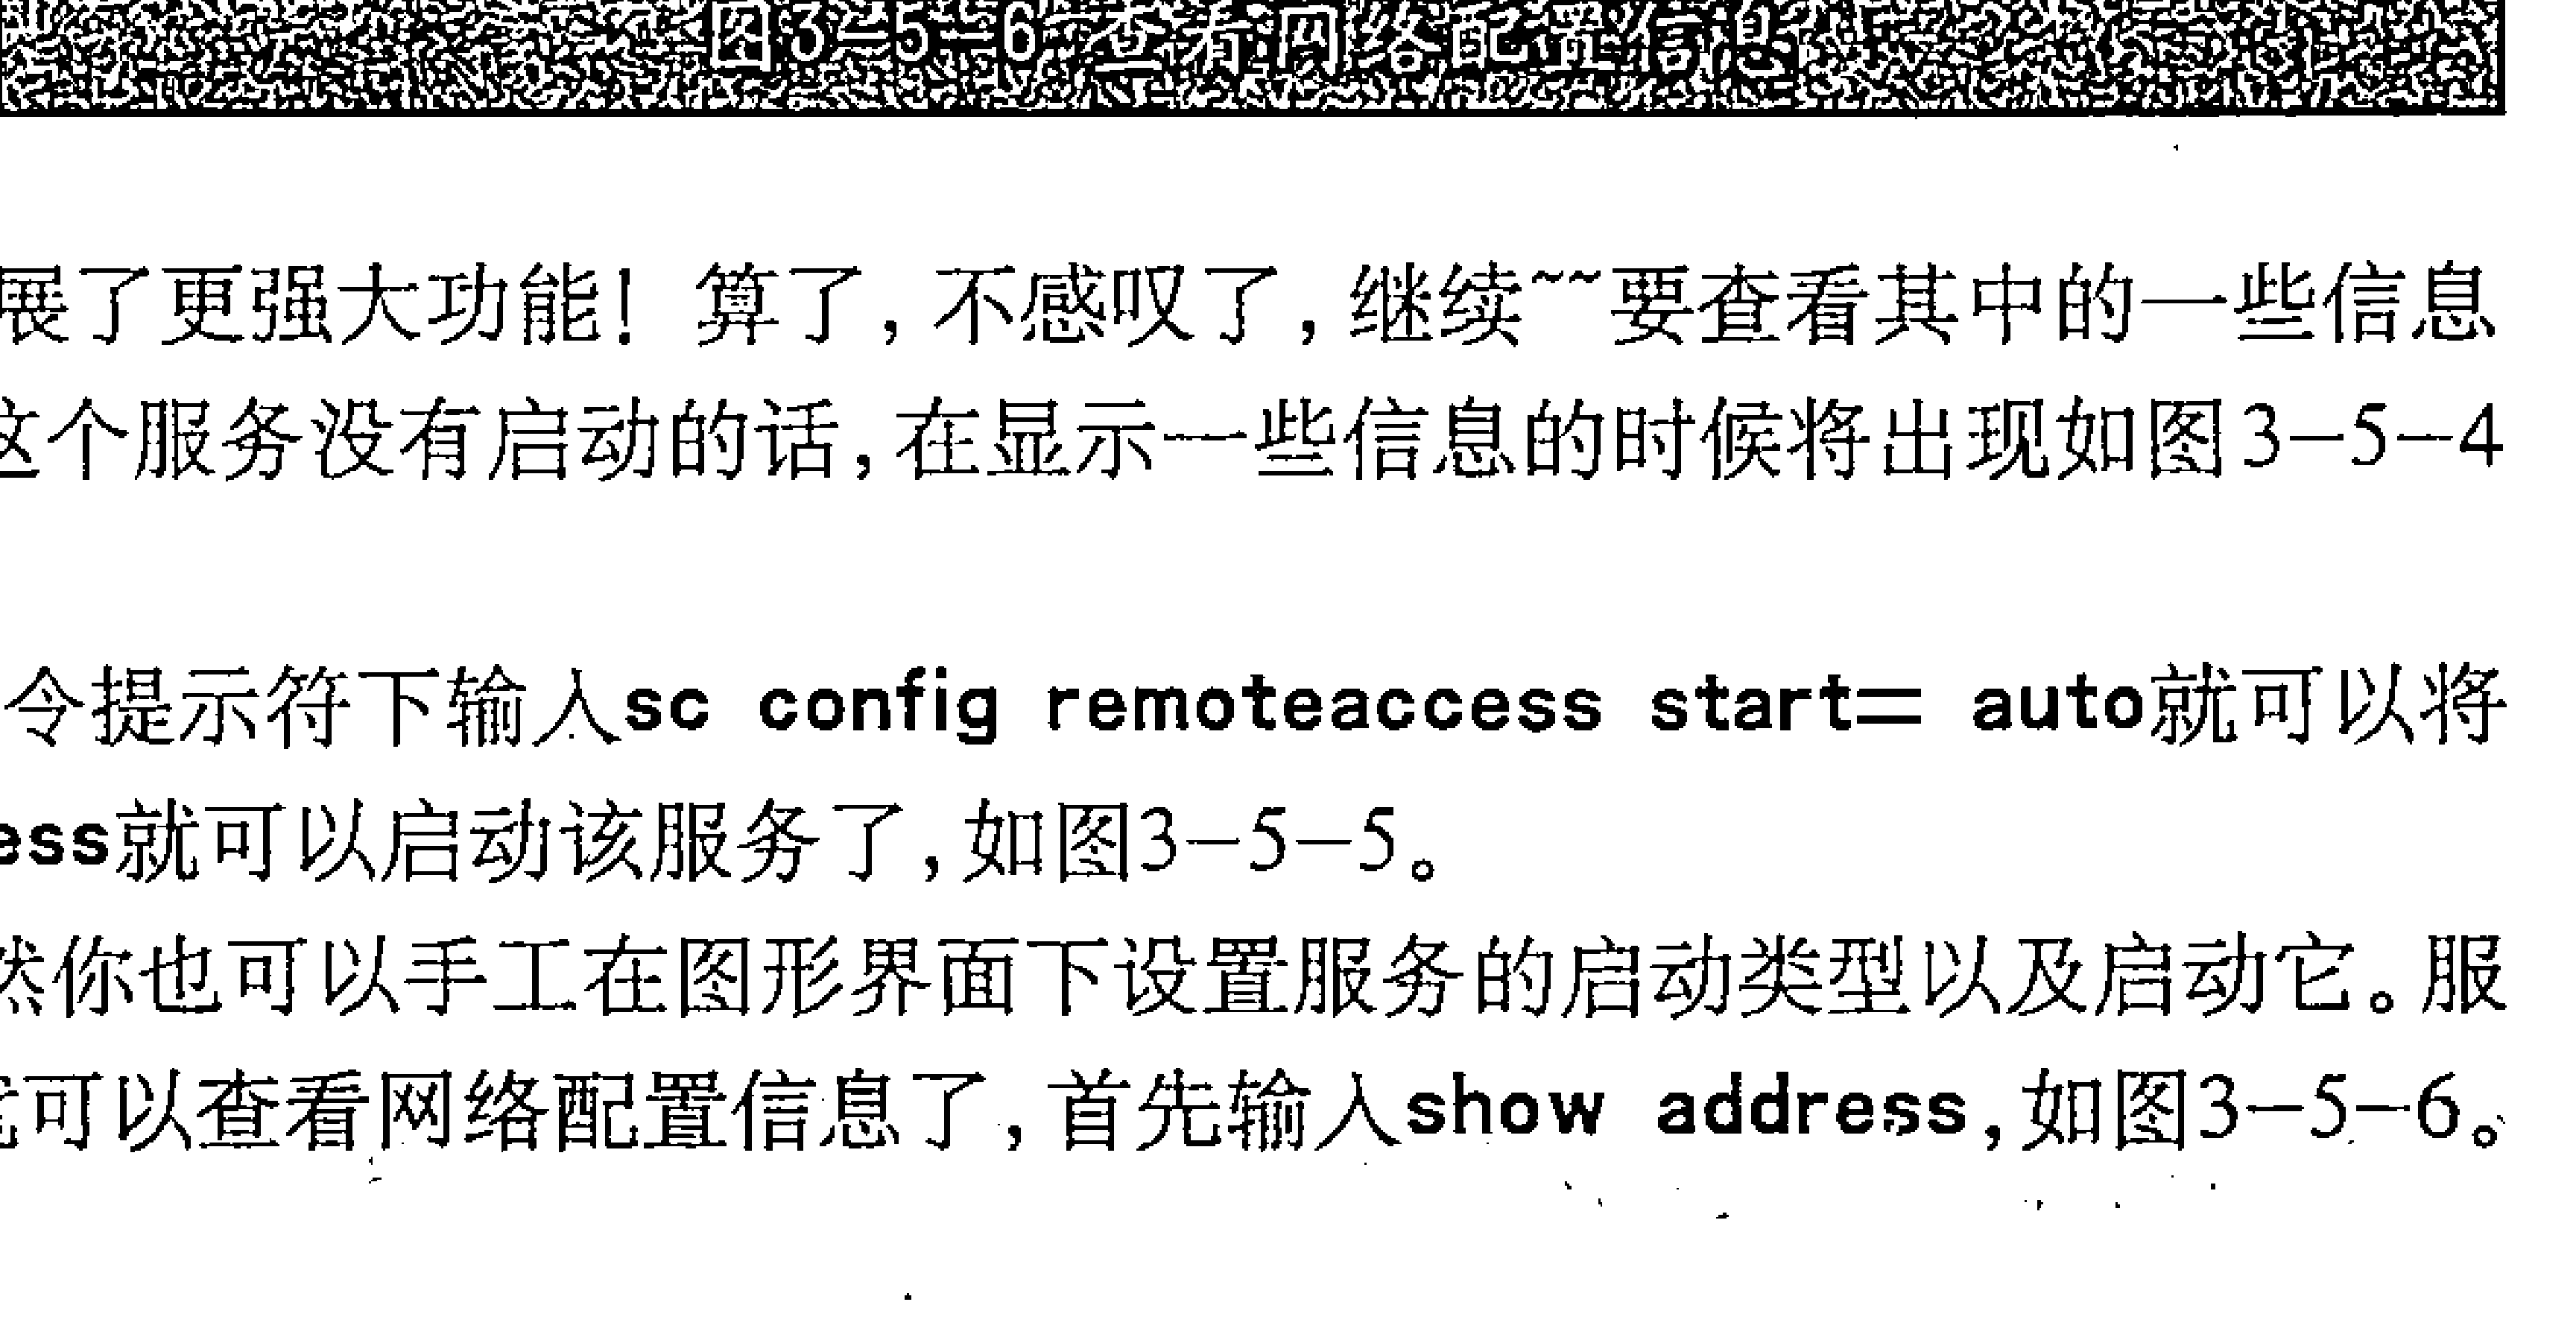 图3-5-6 查看网络配置信息
展了更强大功能！算了，不感叹了，继续~~要查看其中的一些信息
这个服务没有启动的话，在显示一些信息的时候将出现如图3-5-4
令提示符下输入sc config remoteaccess start= auto就可以将
ess就可以启动该服务了，如图3-5-5。
然你也可以手工在图形界面下设置服务的启动类型以及启动它。服
可以查看网络配置信息了，首先输入show address，如图3-5-6。